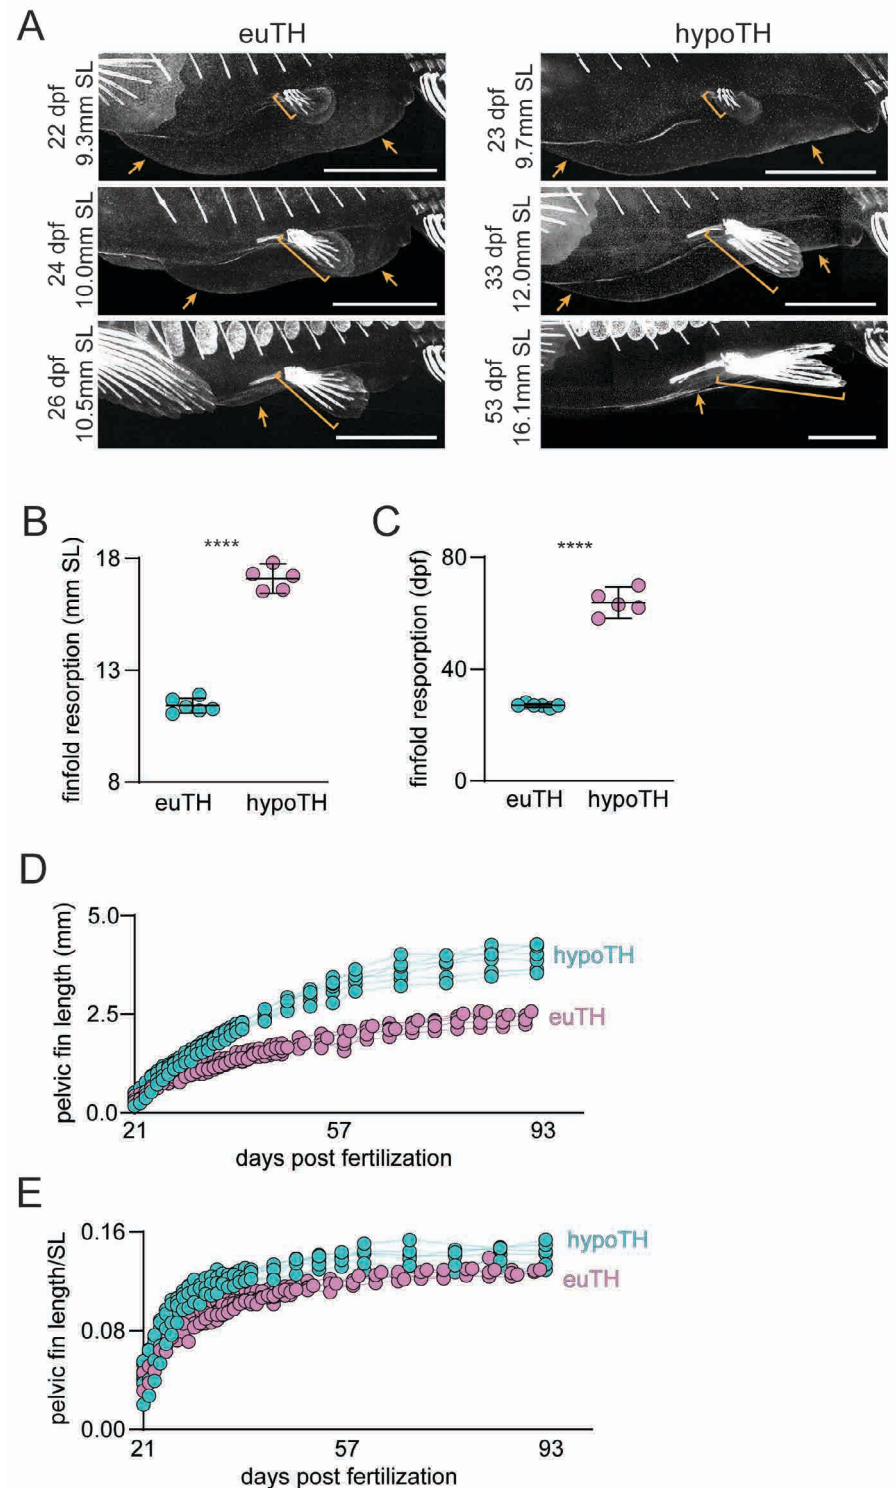 A
euTH
hypoTH
22 dpf
9.3mm SL
23 dpf
9.7mm SL
24 dpf
10.0mm SL
33 dpf
12.0mm SL
26 dpf
10.5mm SL
53 dpf
16.1mm SL
B
finfold resorption (mm SL)
18
13
8
****
euTH
hypoTH
C
finfold resporption (dpf)
80
40
0
****
euTH
hypoTH
D
pelvic fin length (mm)
5.0
2.5
0.0
hypoTH
euTH
21
57
93
days post fertilization
E
pelvic fin length/SL
0.16
0.08
0.00
hypoTH
euTH
21
57
93
days post fertilization